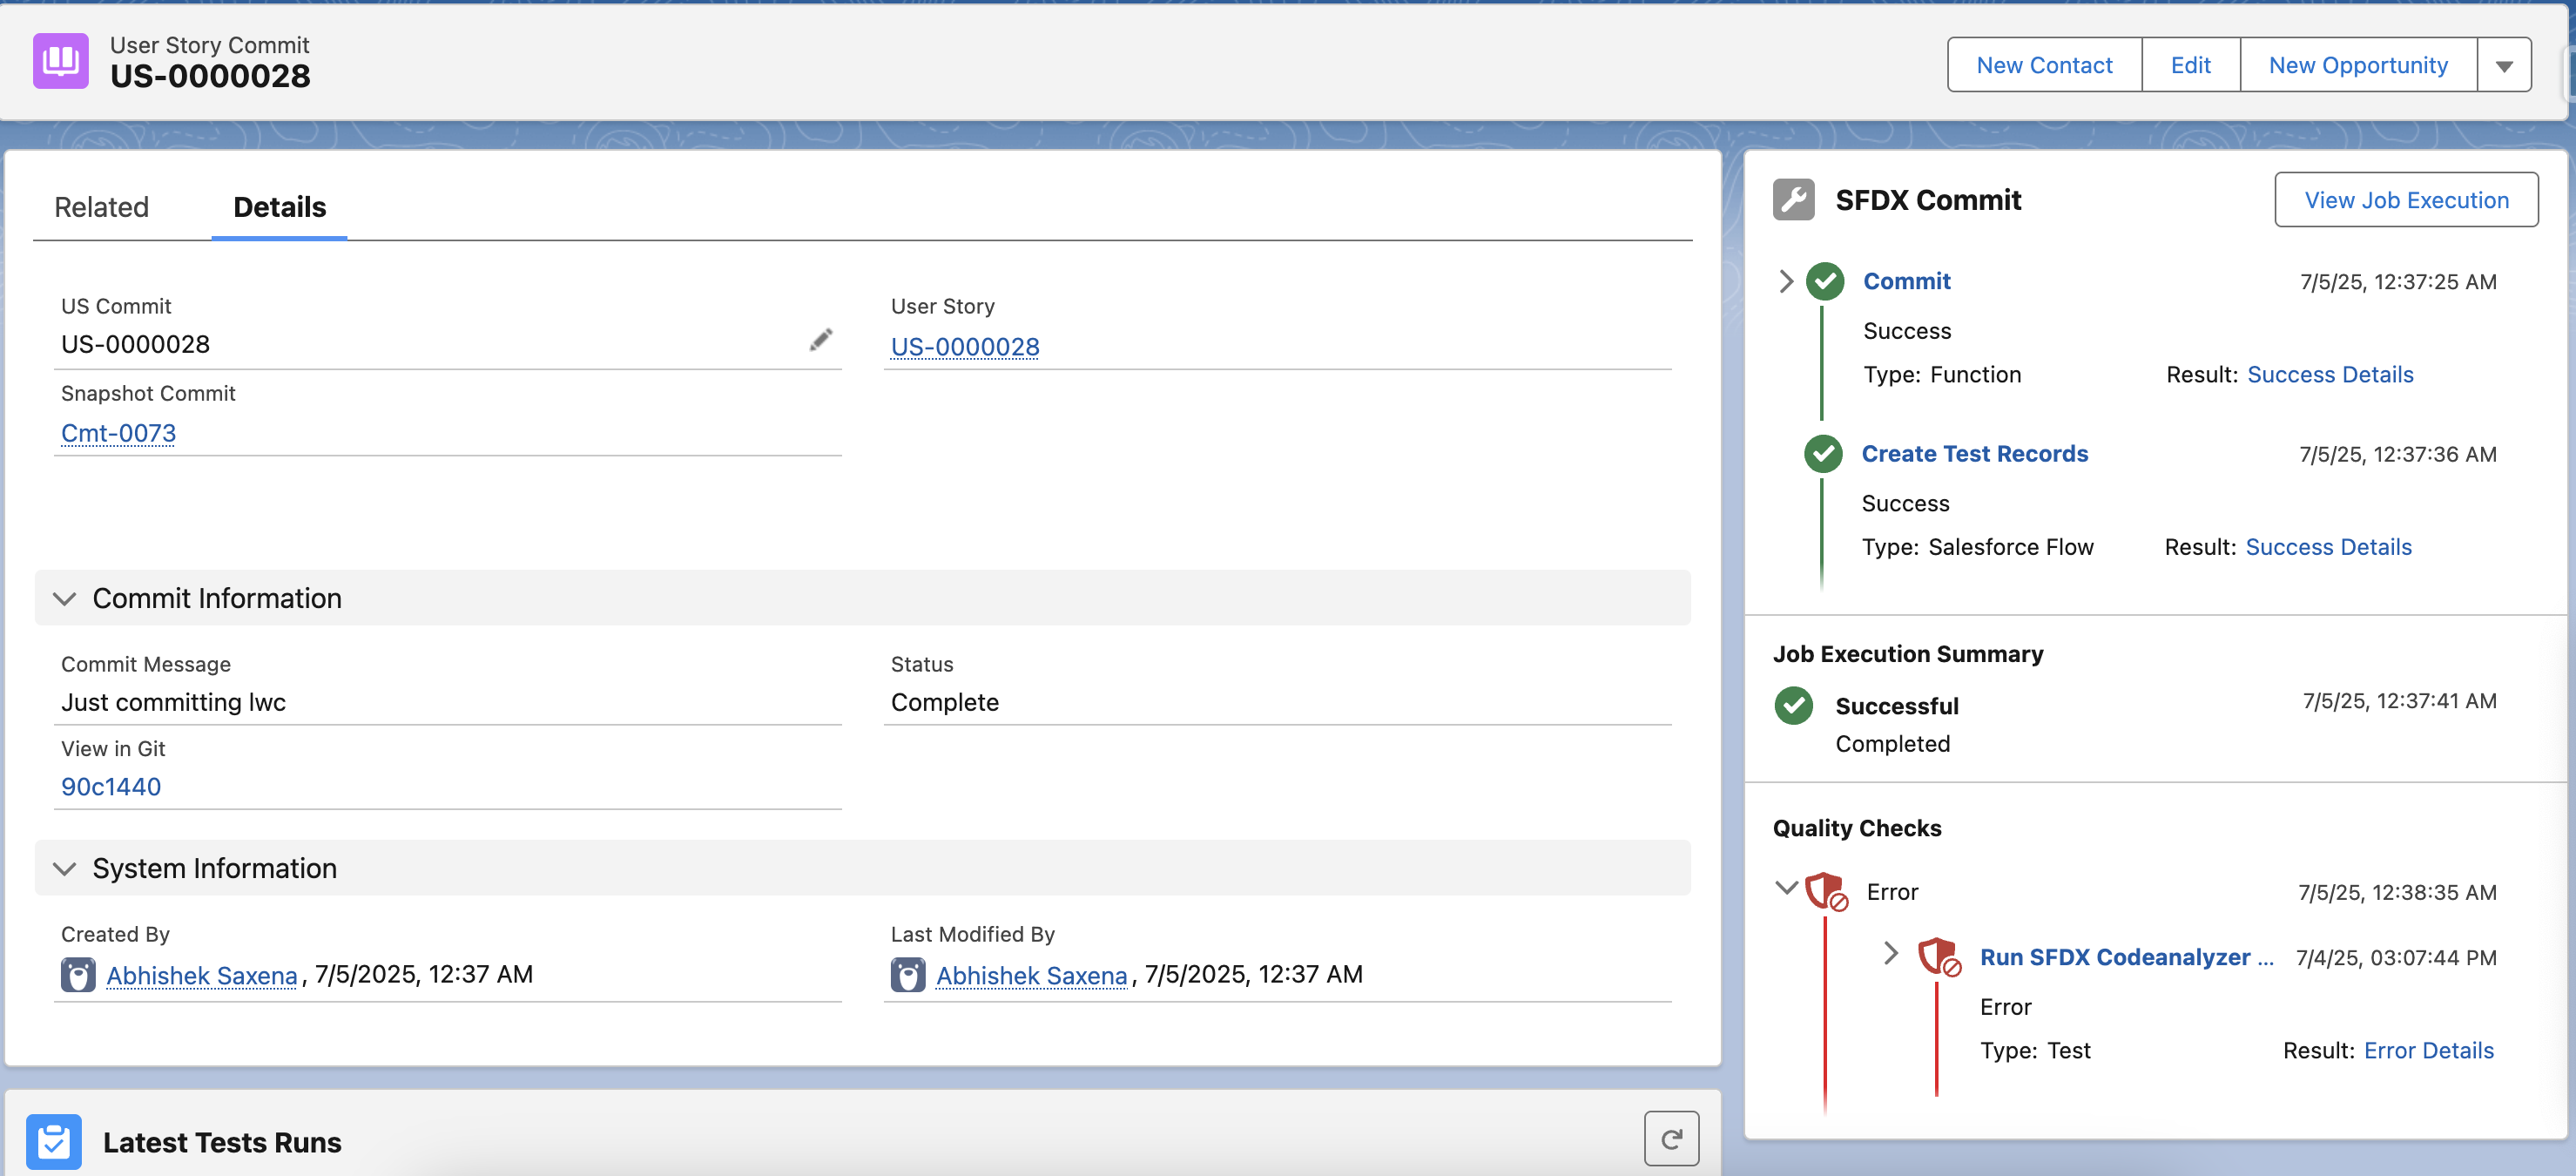 User Story Commit
US-0000028
New Contact
Edit
New Opportunity
Related
Details
US Commit
US-0000028
User Story
US-0000028
Snapshot Commit
Cmt-0073
Commit Information
Commit Message
Just committing lwc
Status
Complete
View in Git
90c1440
System Information
Created By
Abhishek Saxena, 7/5/2025, 12:37 AM
Last Modified By
Abhishek Saxena, 7/5/2025, 12:37 AM
Latest Tests Runs
SFDX Commit
View Job Execution
Commit 7/5/25, 12:37:25 AM
Success
Type: Function Result: Success Details
Create Test Records 7/5/25, 12:37:36 AM
Success
Type: Salesforce Flow Result: Success Details
Job Execution Summary
Successful 7/5/25, 12:37:41 AM
Completed
Quality Checks
Error 7/5/25, 12:38:35 AM
Run SFDX Codeanalyzer ... 7/4/25, 03:07:44 PM
Error
Type: Test Result: Error Details